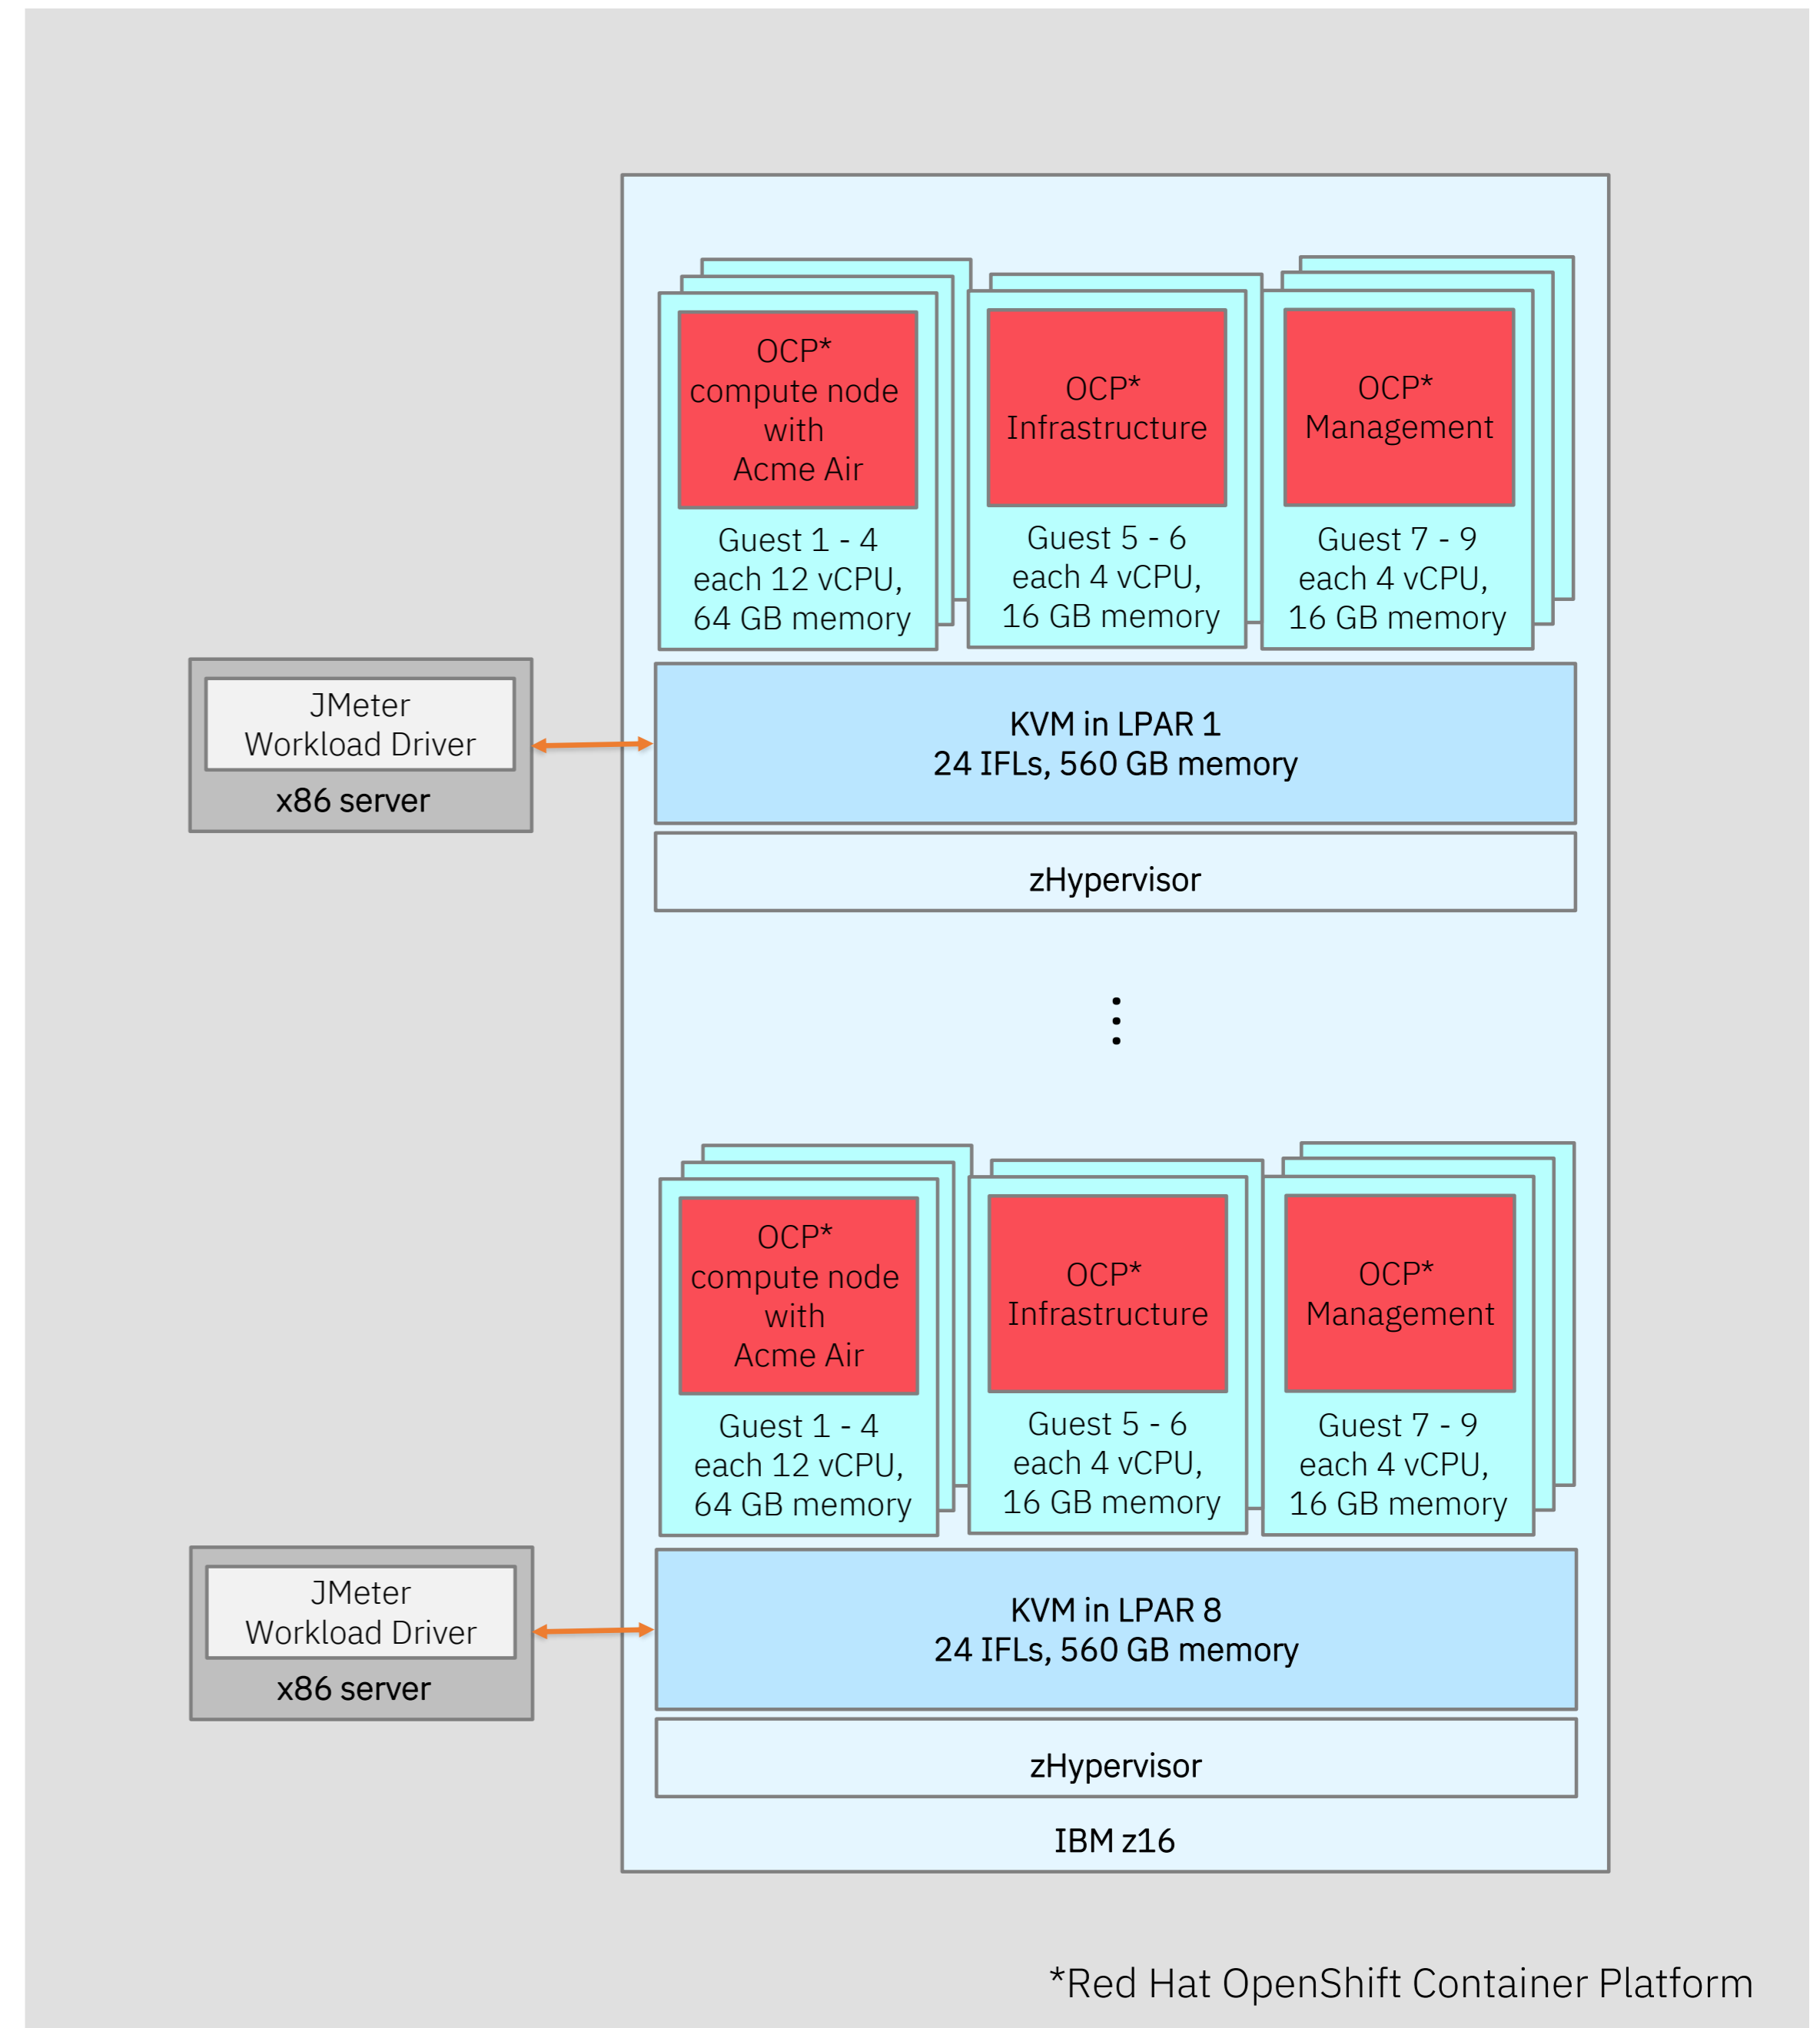 OCP*
compute node
with
Acme Air
Guest 1 - 4
each 12 vCPU,
64 GB memory
OCP*
Infrastructure
Guest 5 - 6
each 4 vCPU,
16 GB memory
OCP*
Management
Guest 7 - 9
each 4 vCPU,
16 GB memory
JMeter
Workload Driver
x86 server
KVM in LPAR 1
24 IFLs, 560 GB memory
zHypervisor
OCP*
compute node
with
Acme Air
Guest 1 - 4
each 12 vCPU,
64 GB memory
OCP*
Infrastructure
Guest 5 - 6
each 4 vCPU,
16 GB memory
OCP*
Management
Guest 7 - 9
each 4 vCPU,
16 GB memory
JMeter
Workload Driver
x86 server
KVM in LPAR 8
24 IFLs, 560 GB memory
zHypervisor
IBM z16
*Red Hat OpenShift Container Platform